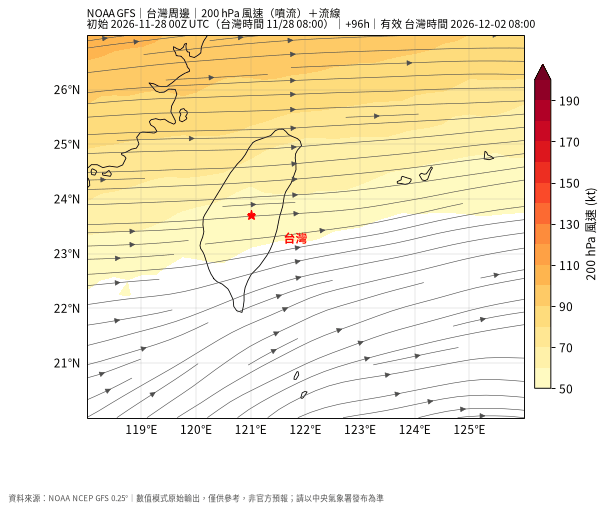 NOAA GFS｜台灣周邊｜200 hPa 風速（噴流）＋流線
初始 2026-11-28 00Z UTC（台灣時間 11/28 08:00）｜+96h｜有效 台灣時間 2026-12-02 08:00
26°N
25°N
24°N
23°N
22°N
21°N
台灣
119°E 120°E 121°E 122°E 123°E 124°E 125°E
190
170
150
130
110
90
70
50
200 hPa 風速 (kt)
資料來源：NOAA NCEP GFS 0.25°｜數值模式原始輸出，僅供參考，非官方預報；請以中央氣象署發布為準